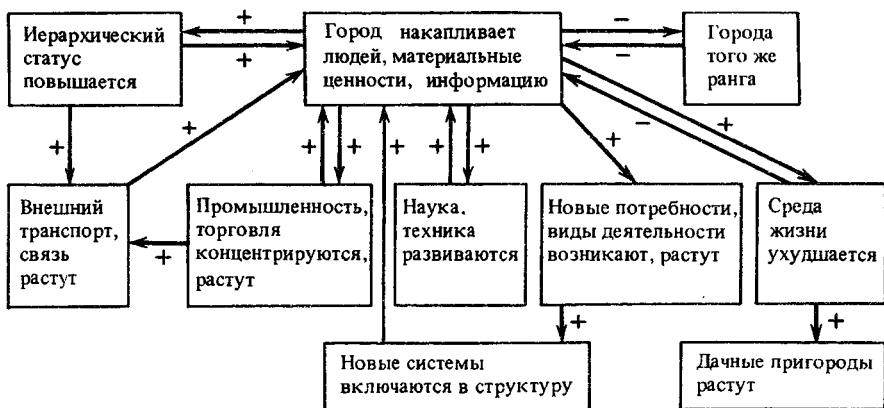 Иерархический
статус
повышается
Город накапливает
людей, материальные
ценности, информацию
Города
того же
ранга
+
+
−
−
+
+
+
+
+
+
+
+
−
+
Внешний
транспорт,
связь
растут
Промышленность,
торговля
концентрируются,
растут
Наука.
техника
развиваются
Новые потребности,
виды деятельности
возникают, растут
Среда
жизни
ухудшается
+
+
+
Новые системы
включаются в структуру
Дачные пригороды
растут